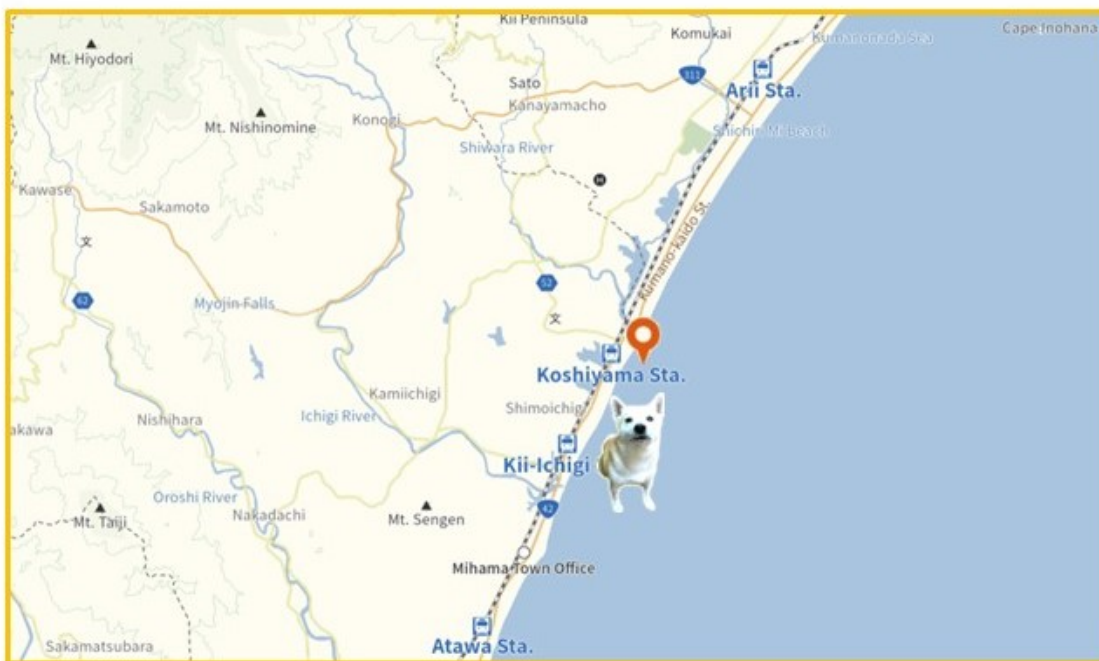 Kii Peninsula
Cape Inohana
Komukai
Kumanonada Sea
Mt. Hiyodori
311
Sato
Arii Sta.
Kanayamacho
Mt. Nishinomine
Konogi
Shichiri Mi Beach
Shiwara River
H
Kawase
Sakamoto
Kumano-kaido St.
文
52
62
Myojin Falls
文
Koshiyama Sta.
Kamiichigi
Shimoichig
Ichigi River
Nishihara
akawa
Kii-Ichigi
Oroshi River
42
Nakadachi
Mt. Sengen
Mt. Taiji
Mihama Town Office
Atawa Sta.
Sakamatsubara